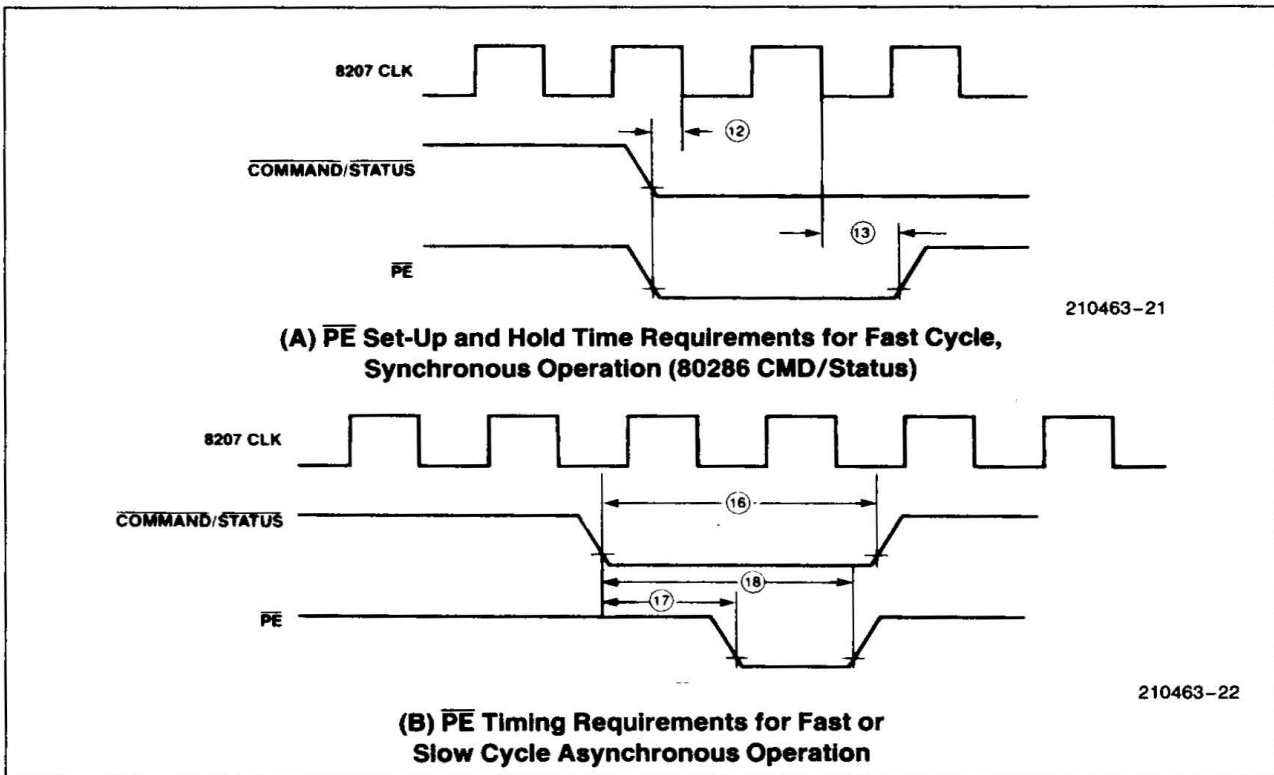 8207 CLK
⑫
COMMAND/STATUS
⑬
PE
210463-21
(A) PE Set-Up and Hold Time Requirements for Fast Cycle,
Synchronous Operation (80286 CMD/Status)
8207 CLK
⑯
COMMAND/STATUS
⑱
⑰
PE
210463-22
(B) PE Timing Requirements for Fast or
Slow Cycle Asynchronous Operation